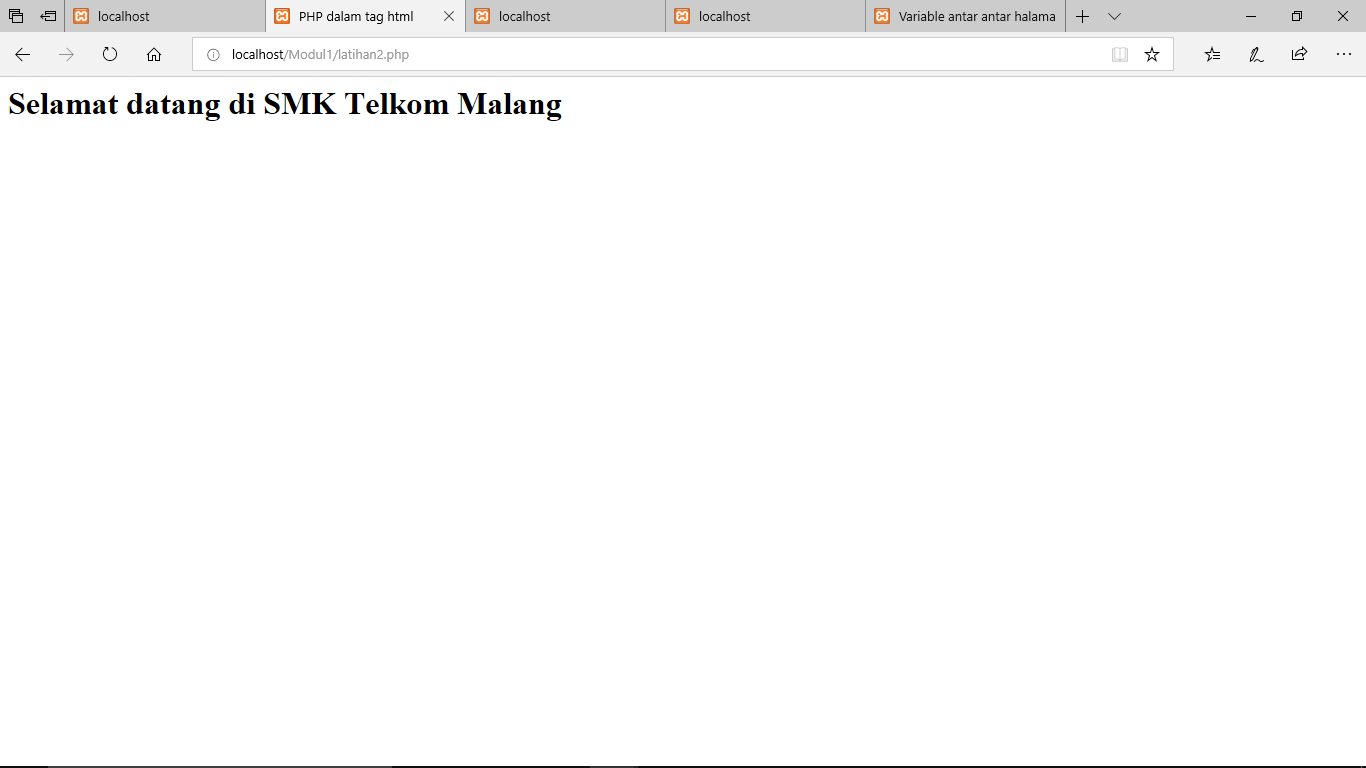 localhost
PHP dalam tag html
localhost
localhost
Variable antar antar halama
localhost/Modul1/latihan2.php
Selamat datang di SMK Telkom Malang